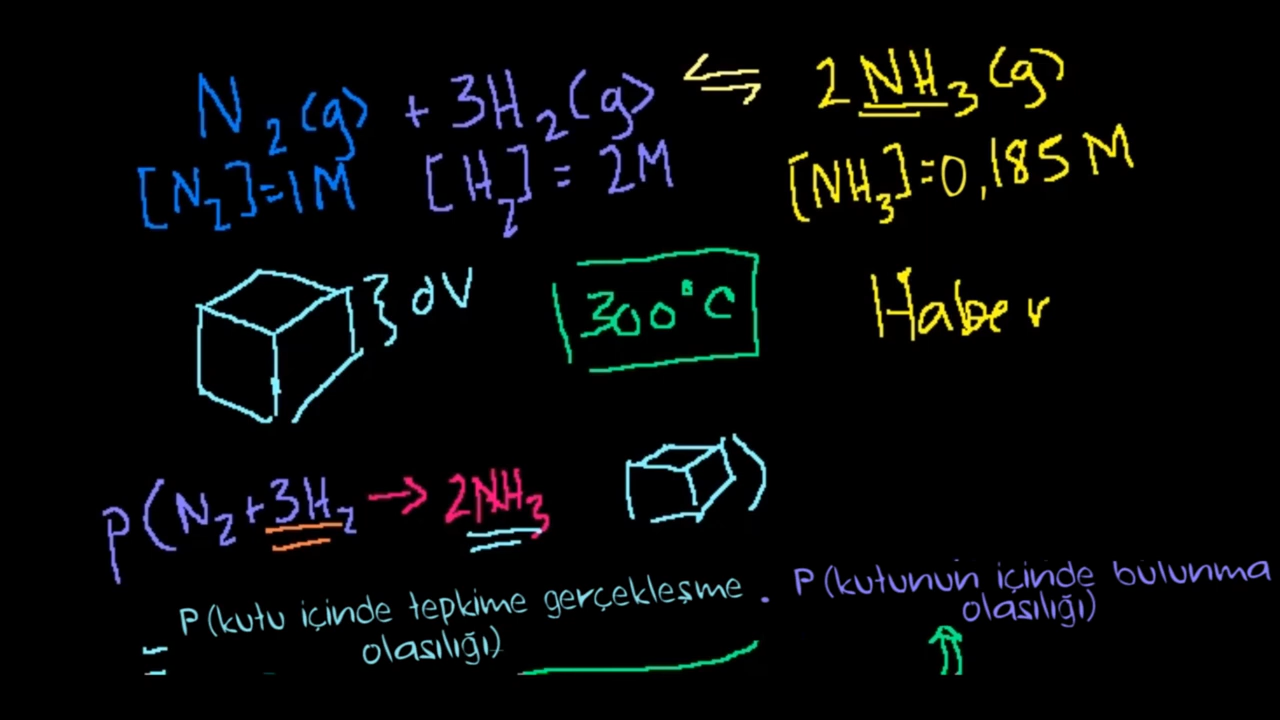 N₂(g) + 3H₂(g) ⇌ 2NH₃(g)
[N₂]=1M [H₂]=2M [NH₃]=0,185M
dV 300°C Haber
P(N₂+3H₂ → 2NH₃ )
= P(kutu içinde tepkime gerçekleşme olasılığı) . P(kutunun içinde bulunma olasılığı)